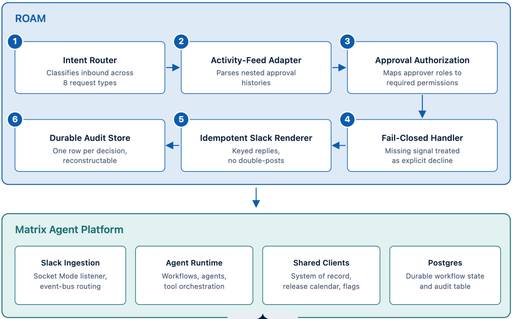 ROAM
1
Intent Router
Classifies inbound across
8 request types
2
Activity-Feed Adapter
Parses nested approval
histories
3
Approval Authorization
Maps approver roles to
required permissions
6
Durable Audit Store
One row per decision,
reconstructable
5
Idempotent Slack Renderer
Keyed replies,
no double-posts
4
Fail-Closed Handler
Missing signal treated
as explicit decline
Matrix Agent Platform
Slack Ingestion
Socket Mode listener,
event-bus routing
Agent Runtime
Workflows, agents,
tool orchestration
Shared Clients
System of record,
release calendar, flags
Postgres
Durable workflow state
and audit table